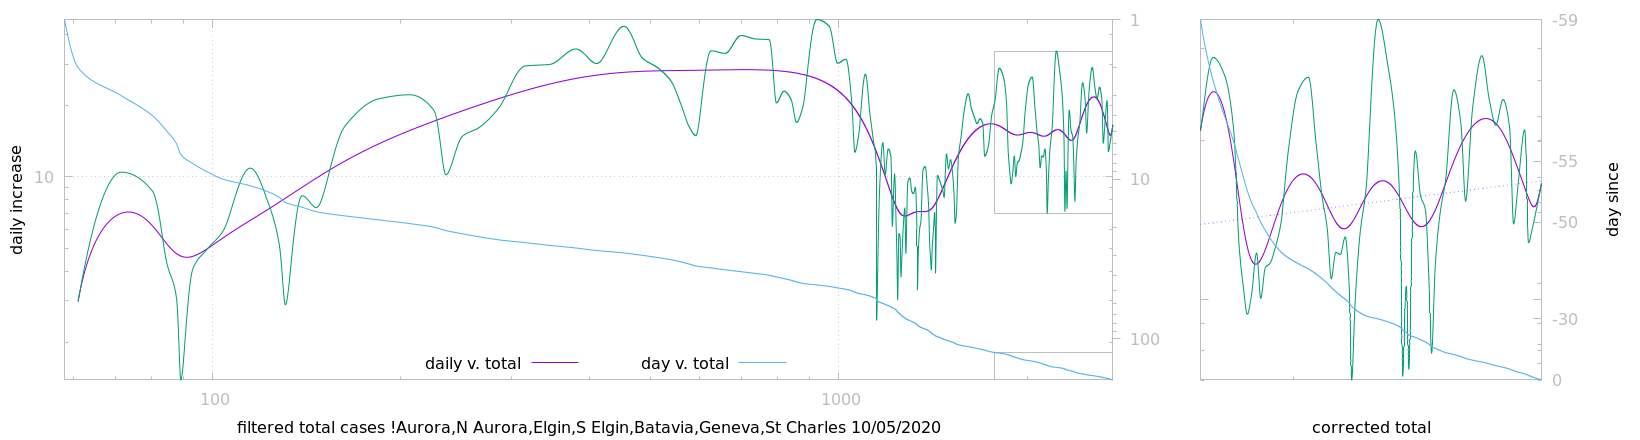 1
-59
10
10
-55
-50
daily increase
day since
100
-30
daily v. total
day v. total
0
100
1000
filtered total cases !Aurora,N Aurora,Elgin,S Elgin,Batavia,Geneva,St Charles 10/05/2020
corrected total